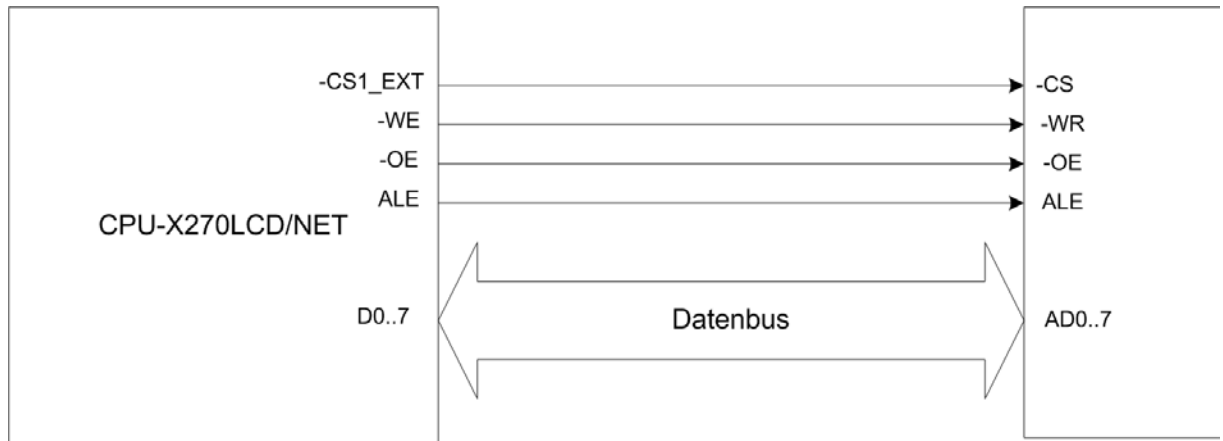 -CS1_EXT -CS
-WE -WR
-OE -OE
ALE ALE
CPU-X270LCD/NET
D0..7 Datenbus AD0..7